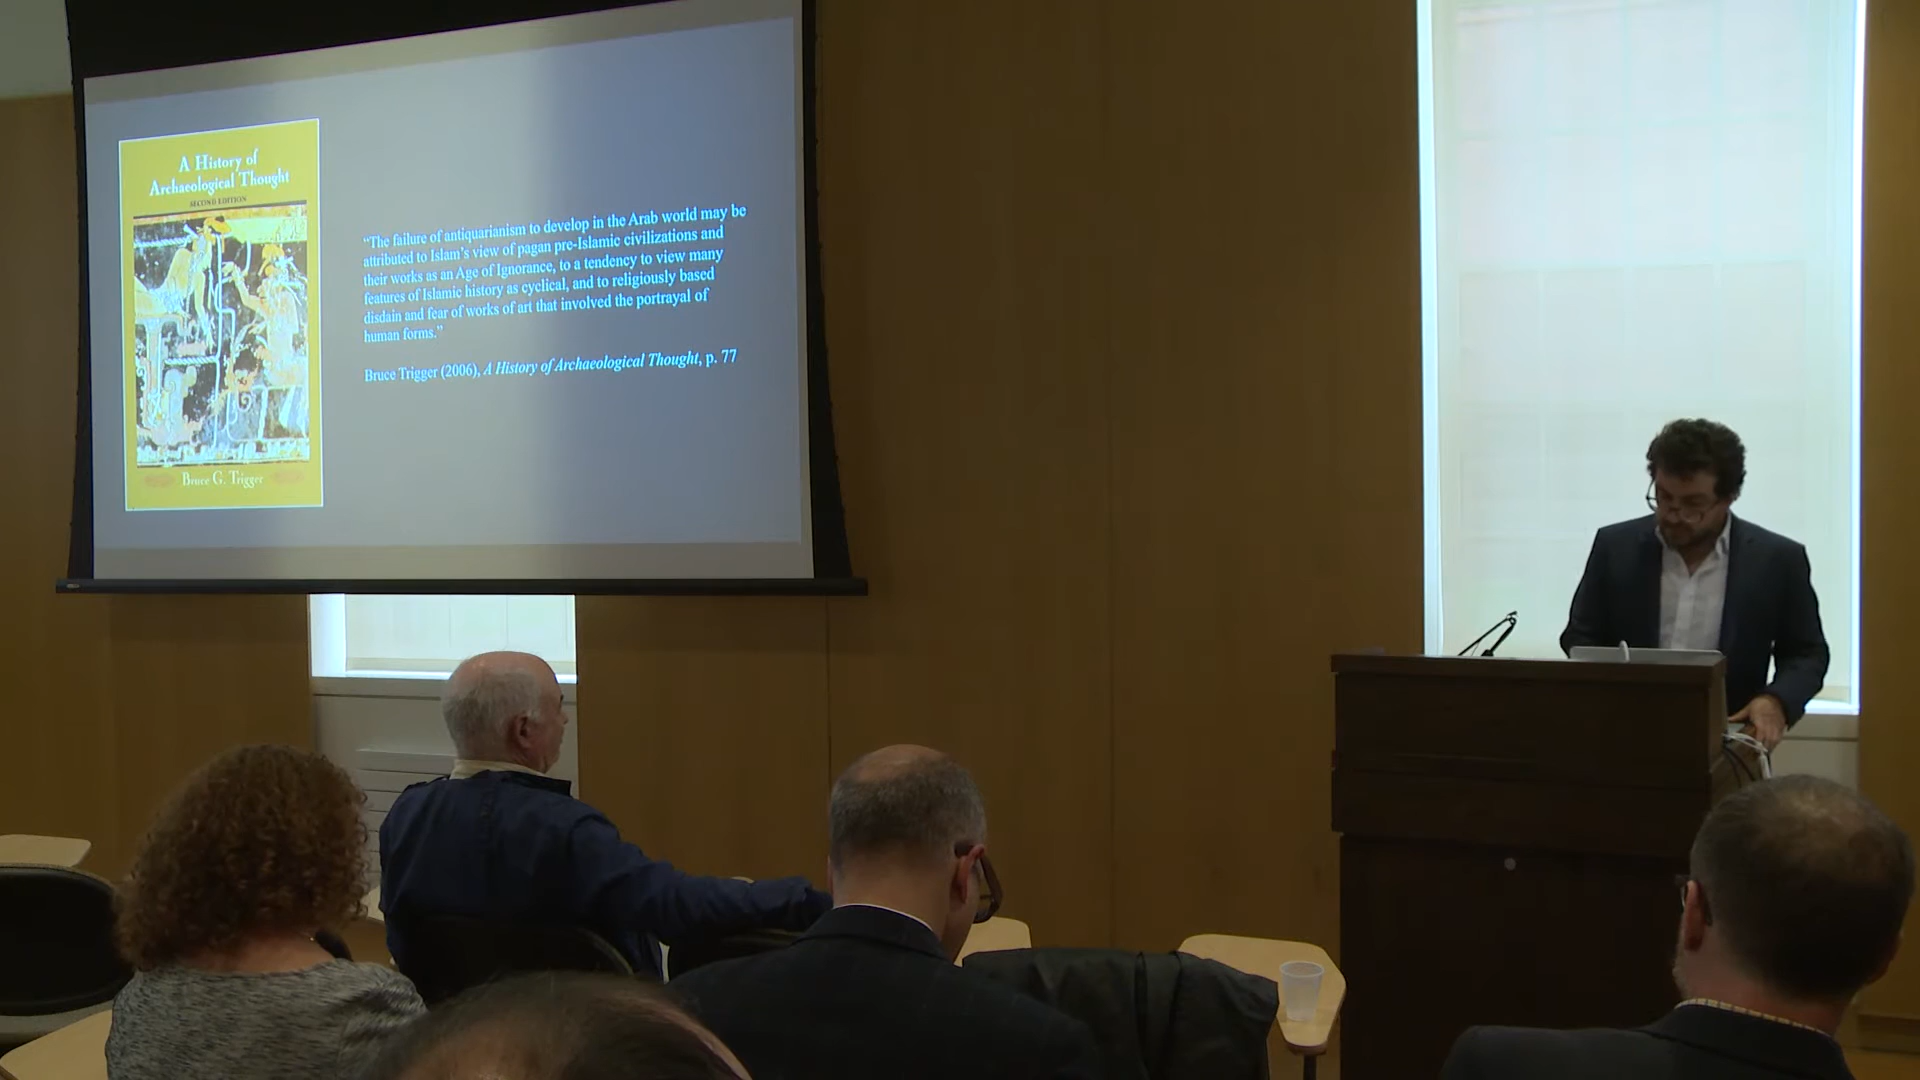 A History of
Archaeological Thought
SECOND EDITION
Bruce G. Trigger
“The failure of antiquarianism to develop in the Arab world may be
attributed to Islam’s view of pagan pre-Islamic civilizations and
their works as an Age of Ignorance, to a tendency to view many
features of Islamic history as cyclical, and to religiously based
disdain and fear of works of art that involved the portrayal of
human forms.”
Bruce Trigger (2006), A History of Archaeological Thought, p. 77